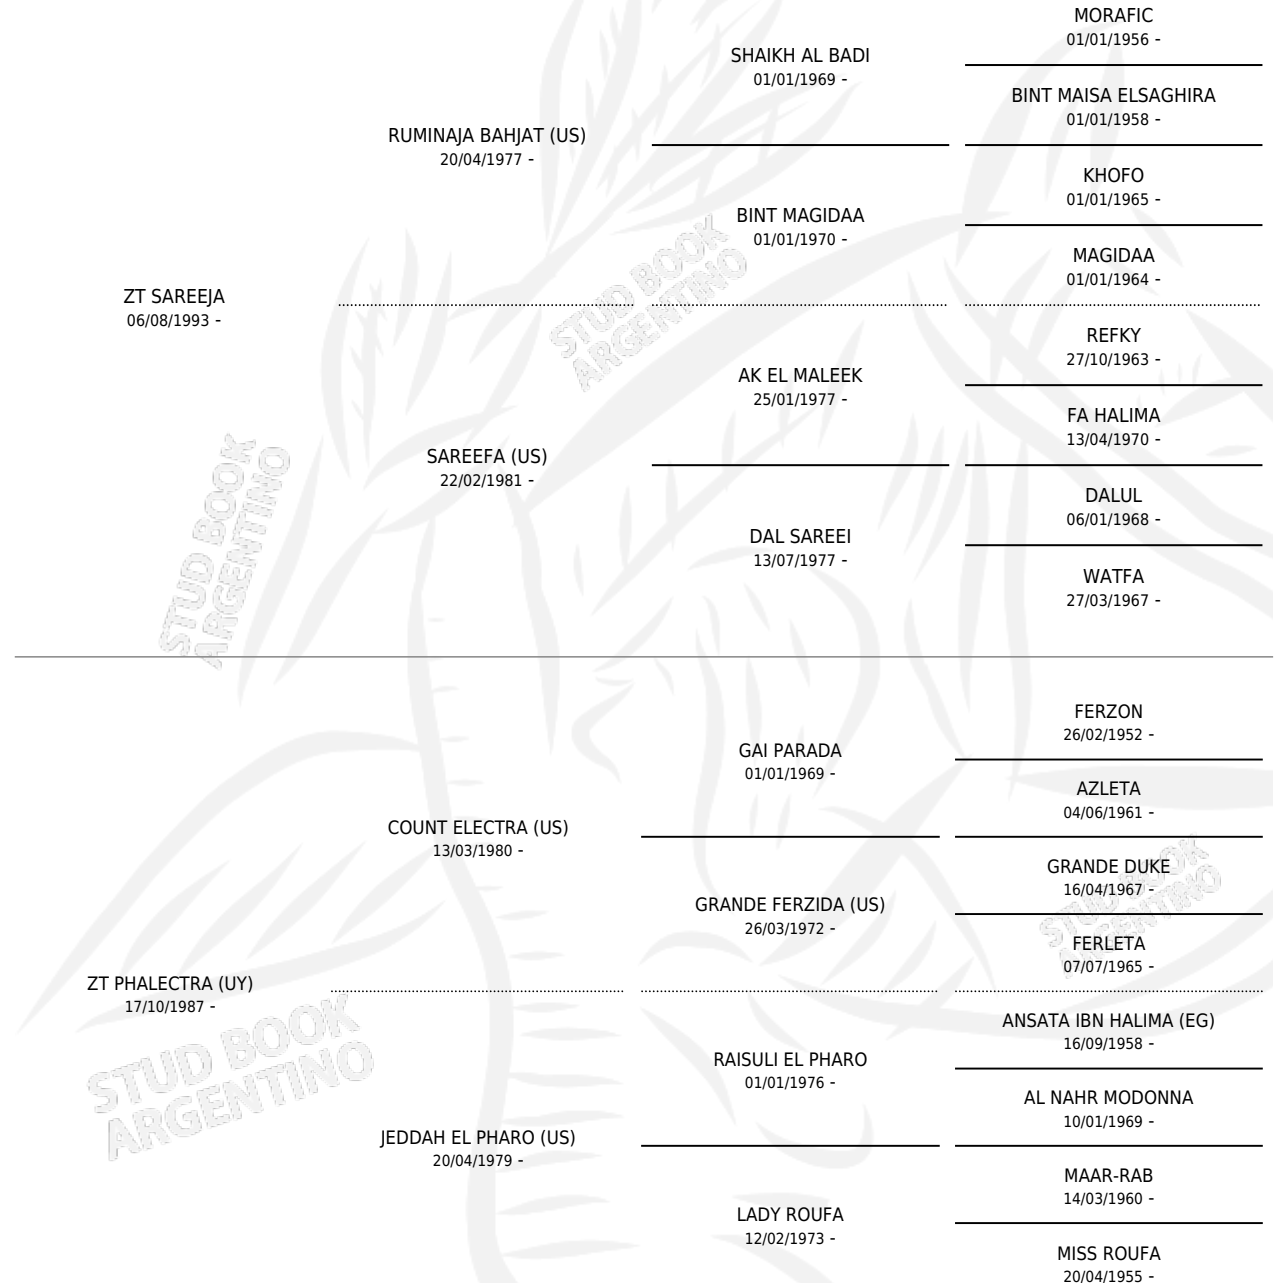 MORAFIC
01/01/1956 -
SHAIKH AL BADI
01/01/1969 -
BINT MAISA ELSAGHIRA
01/01/1958 -
RUMINAJA BAHJAT (US)
20/04/1977 -
KHOFO
01/01/1965 -
BINT MAGIDAA
01/01/1970 -
MAGIDAA
01/01/1964 -
ZT SAREEJA
06/08/1993 -
REFKY
27/10/1963 -
AK EL MALEEK
25/01/1977 -
FA HALIMA
13/04/1970 -
SAREEFA (US)
22/02/1981 -
DALUL
06/01/1968 -
DAL SAREEI
13/07/1977 -
WATFA
27/03/1967 -
STUD BOOK
ARGENTINO
STUD BOOK
ARGENTINO
FERZON
26/02/1952 -
GAI PARADA
01/01/1969 -
AZLETA
04/06/1961 -
COUNT ELECTRA (US)
13/03/1980 -
GRANDE DUKE
16/04/1967 -
GRANDE FERZIDA (US)
26/03/1972 -
FERLETA
07/07/1965 -
ZT PHALECTRA (UY)
17/10/1987 -
ANSATA IBN HALIMA (EG)
16/09/1958 -
RAISULI EL PHARO
01/01/1976 -
AL NAHR MODONNA
10/01/1969 -
JEDDAH EL PHARO (US)
20/04/1979 -
MAAR-RAB
14/03/1960 -
LADY ROUFA
12/02/1973 -
MISS ROUFA
20/04/1955 -
STUD BOOK
ARGENTINO
STUD BOOK
ARGENTINO